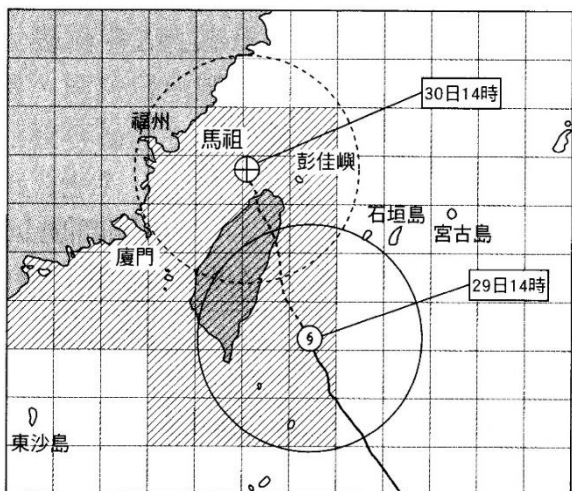 30日14時
福州
馬祖
彭佳嶼
石垣島
宮古島
廈門
29日14時
東沙島